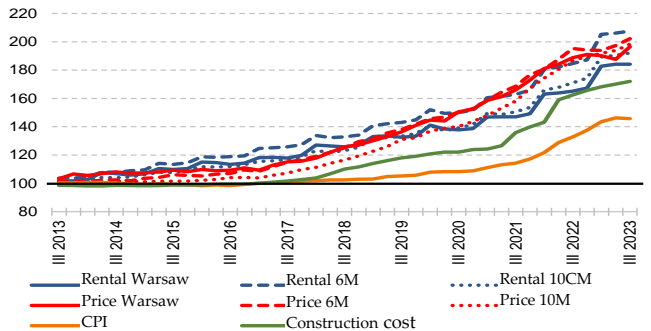 220
200
180
160
140
120
100
80
III 2013
III 2014
III 2015
III 2016
III 2017
III 2018
III 2019
III 2020
III 2021
III 2022
III 2023
Rental Warsaw
Rental 6M
Rental 10CM
Price Warsaw
Price 6M
Price 10M
CPI
Construction cost